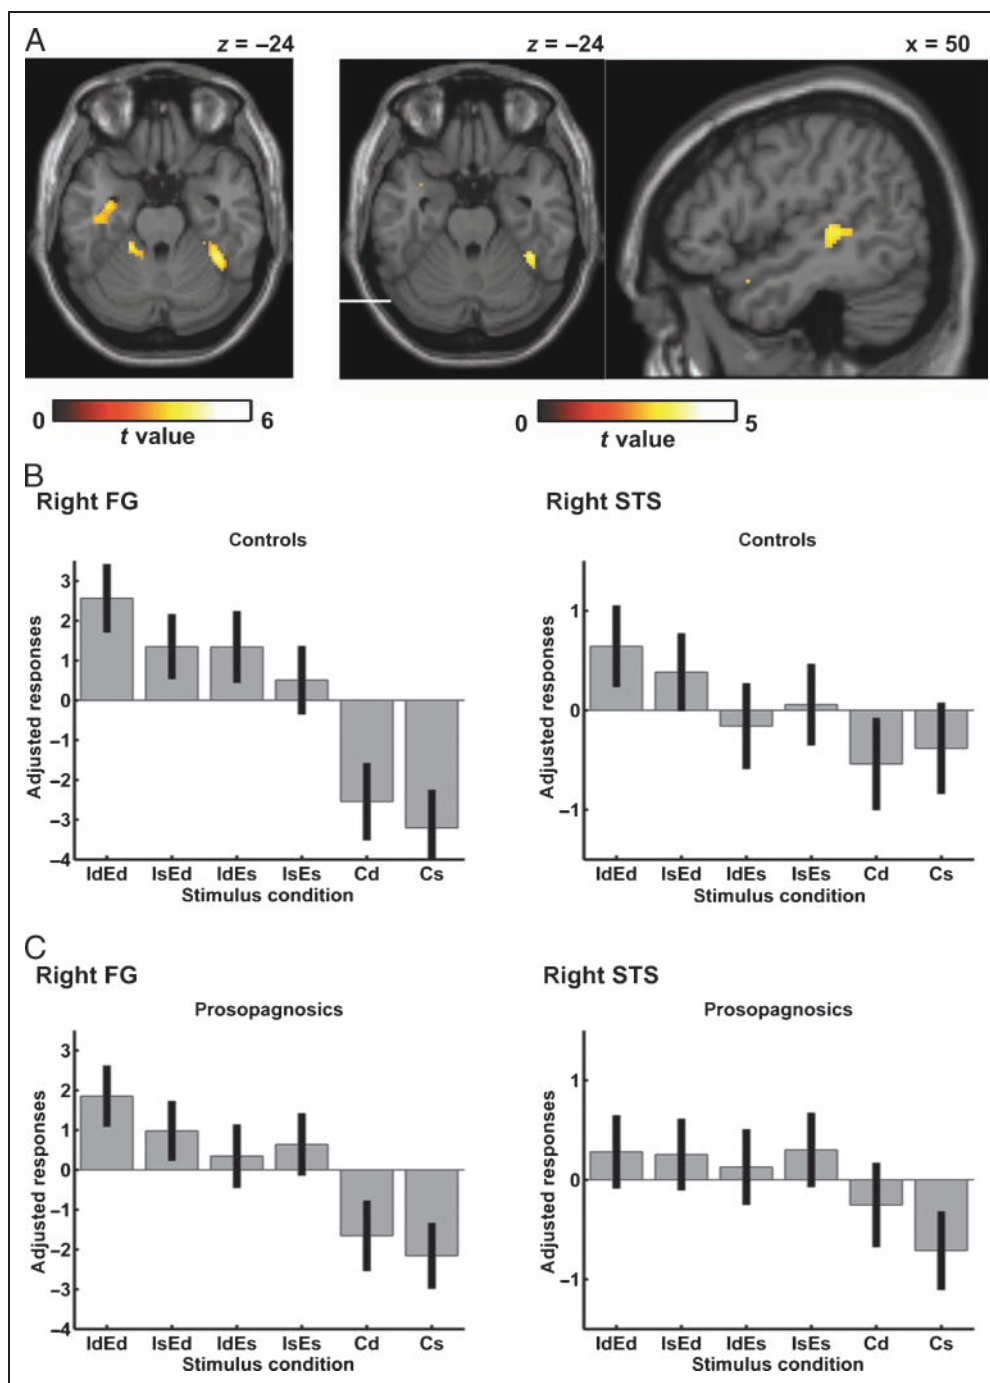 A
z = –24
z = –24
x = 50
0 6
t value
0 5
t value
B
Right FG
Controls
Adjusted responses
3
2
1
0
–1
–2
–3
–4
IdEd IsEd IdEs IsEs Cd Cs
Stimulus condition
Right STS
Controls
Adjusted responses
1
0
–1
IdEd IsEd IdEs IsEs Cd Cs
Stimulus condition
C
Right FG
Prosopagnosics
Adjusted responses
3
2
1
0
–1
–2
–3
–4
IdEd IsEd IdEs IsEs Cd Cs
Stimulus condition
Right STS
Prosopagnosics
Adjusted responses
1
0
–1
IdEd IsEd IdEs IsEs Cd Cs
Stimulus condition